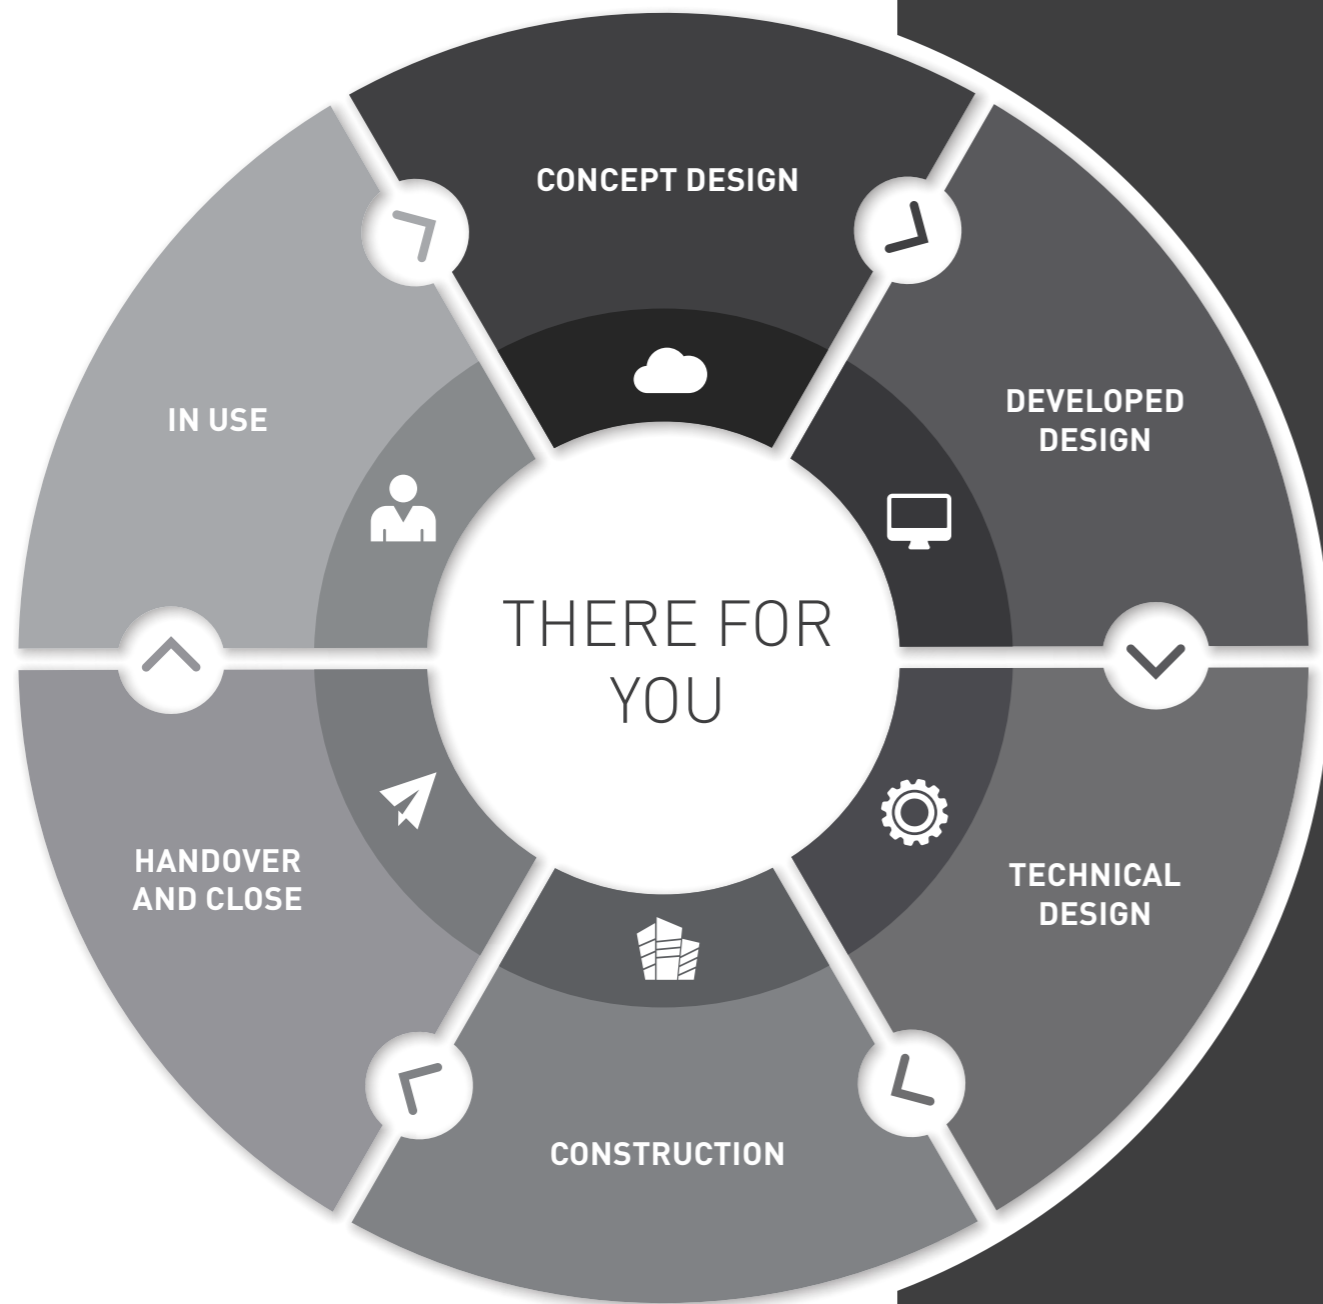 CONCEPT DESIGN
DEVELOPED
DESIGN
TECHNICAL
DESIGN
CONSTRUCTION
HANDOVER
AND CLOSE
IN USE
THERE FOR
YOU